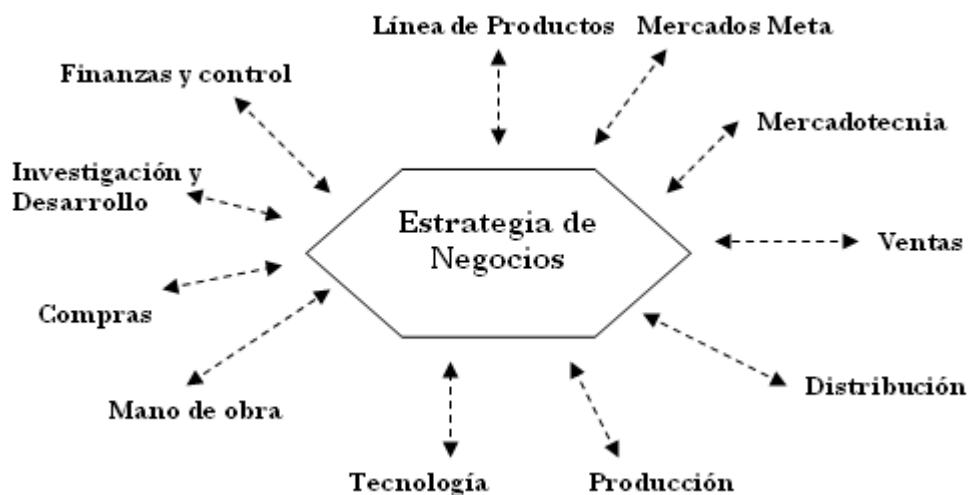 Línea de Productos
Mercados Meta
Finanzas y control
Mercadotecnia
Investigación y
Desarrollo
Estrategia de
Negocios
Ventas
Compras
Distribución
Mano de obra
Tecnología
Producción